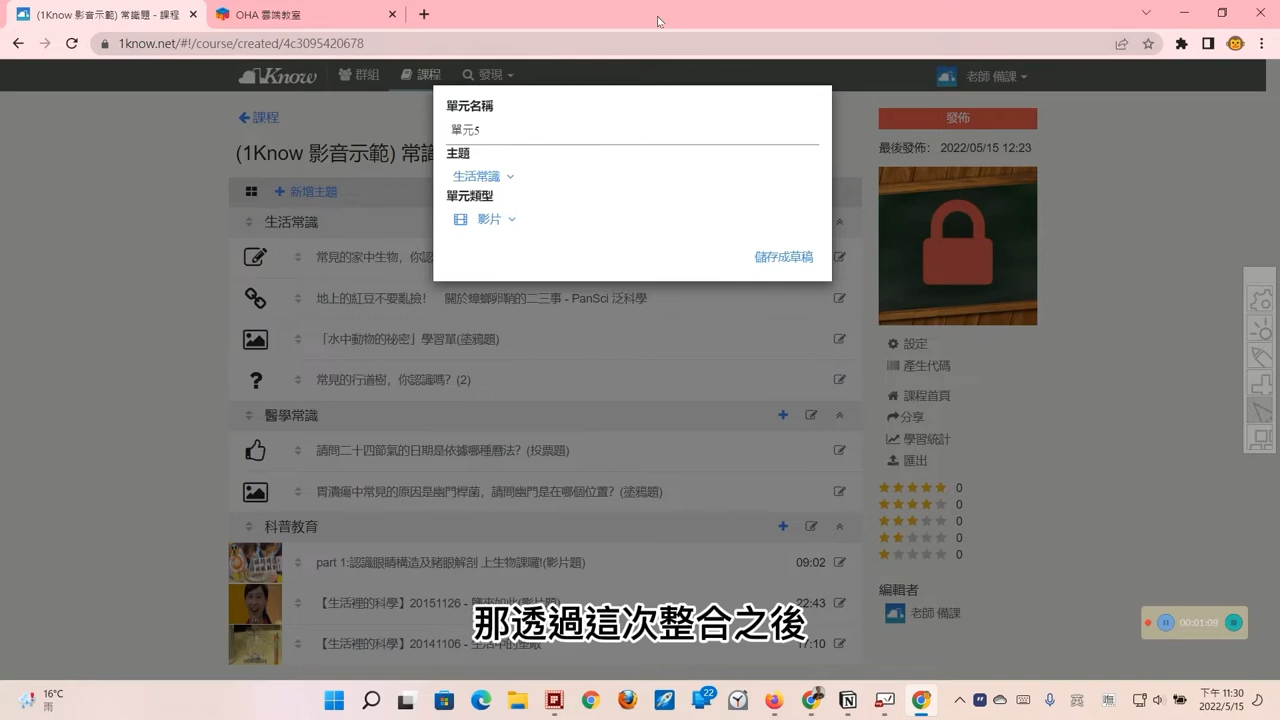 (1Know 影音示範) 常識題 - 課程
OHA 雲端教室
1know.net/#!/course/created/4c3095420678
1Know
群組
課程
發現
老師 備課
課程
(1Know 影音示範) 常識
新增主題
生活常識
常見的家中生物，你認
地上的紅豆不要亂撿！ 關於蟑螂卵鞘的二三事 - PanSci 泛科學
「水中動物的祕密」學習單(塗鴉題)
常見的行道樹，你認識嗎? (2)
醫學常識
請問二十四節氣的日期是依據哪種曆法? (投票題)
胃潰瘍中常見的原因是幽門桿菌，請問幽門是在哪個位置? (塗鴉題)
科普教育
part 1:認識眼睛構造及豬眼解剖 上生物課囉!(影片題)
09:02
【生活裡的科學】20151126 -
22:43
【生活裡的科學】20141106 -
17:10
單元名稱
單元5
主題
生活常識
單元類型
影片
儲存成草稿
發佈
最後發佈： 2022/05/15 12:23
設定
產生代碼
課程首頁
分享
學習統計
匯出
0
0
0
0
0
編輯者
老師 備課
00:01:09
那透過這次整合之後
16°C
雨
22
下午 11:30
2022/5/15